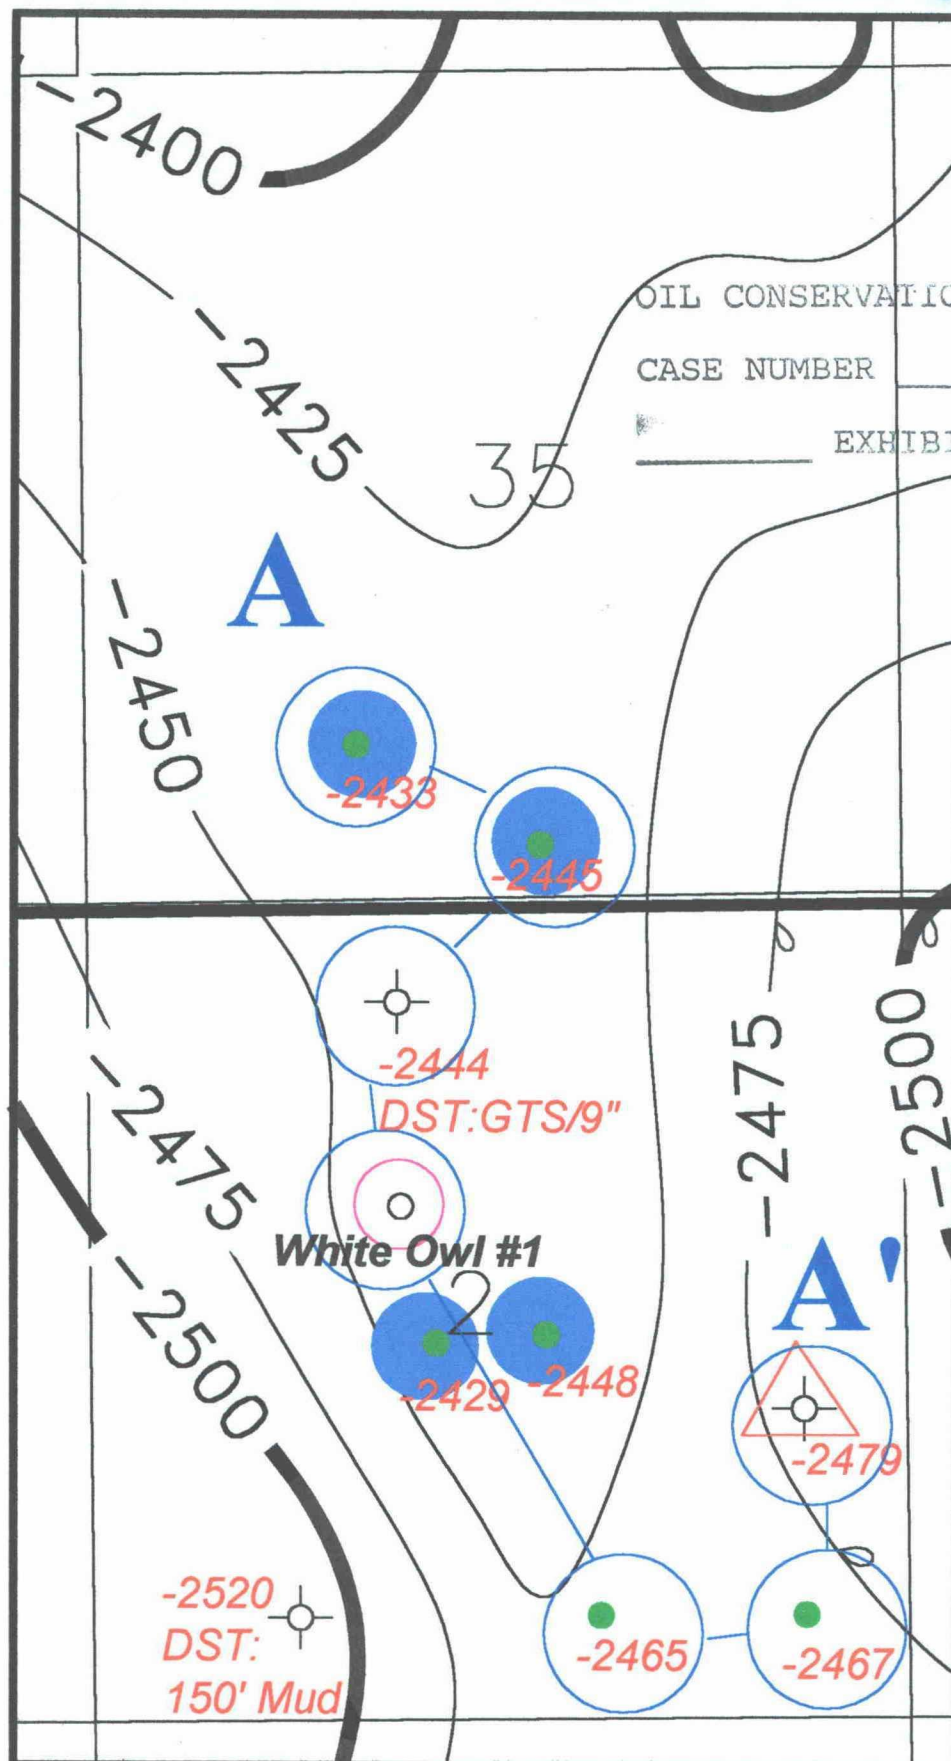 -2400
OIL CONSERVATIO
-2425
CASE NUMBER
35
EXHIBI
A
-2450
-2433
-2445
-2444
DST:GTS/9"
-2475
-2500
-2475
White Owl #1
A'
2
-2500
-2429
-2448
-2479
-2520
DST:
150' Mud
-2465
-2467